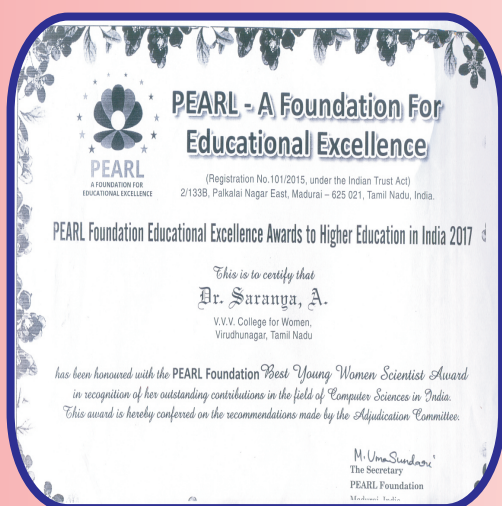 PEARL
A FOUNDATION FOR
EDUCATIONAL EXCELLENCE
PEARL - A Foundation For
Educational Excellence
(Registration No.101/2015, under the Indian Trust Act)
2/133B, Palkalai Nagar East, Madurai – 625 021, Tamil Nadu, India.
PEARL Foundation Educational Excellence Awards to Higher Education in India 2017
This is to certify that
Dr. Saranya, A.
V.V.V. College for Women,
Virudhunagar, Tamil Nadu
has been honoured with the PEARL Foundation Best Young Women Scientist Award
in recognition of her outstanding contributions in the field of Computer Sciences in India.
This award is hereby conferred on the recommendations made by the Adjudication Committee.
M. UmaSundari
The Secretary
PEARL Foundation
Madurai, India